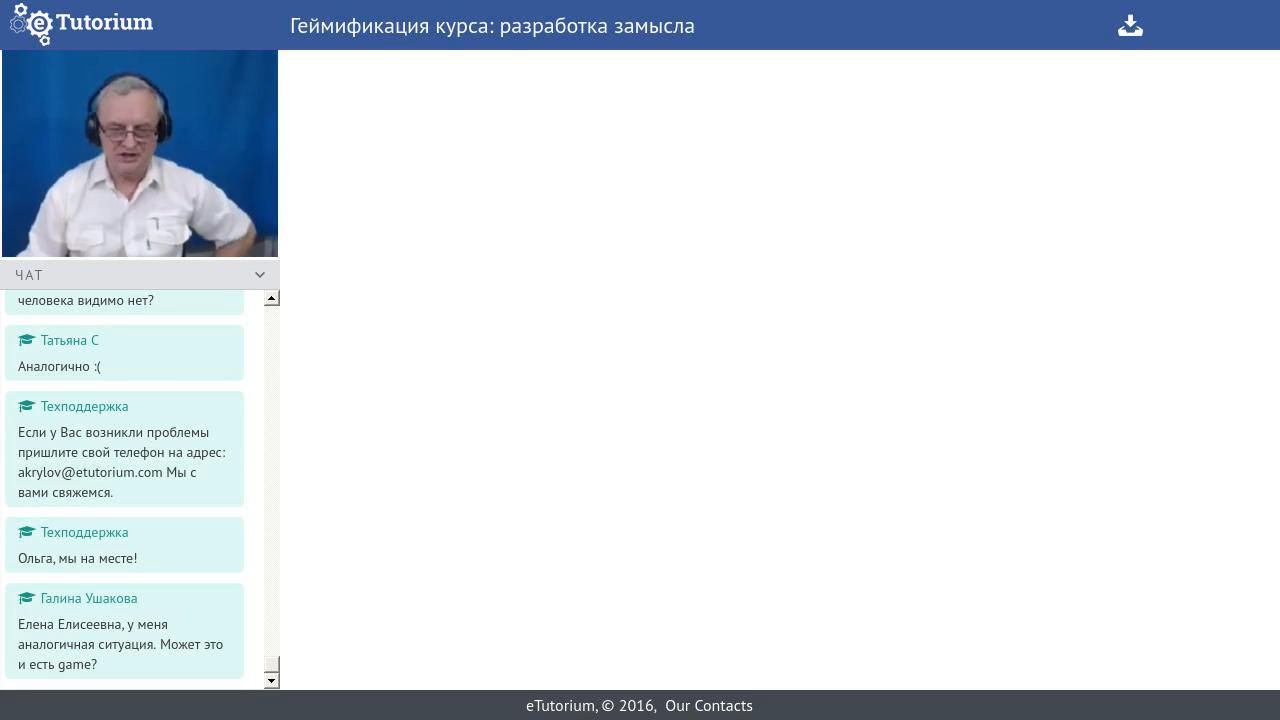 e Tutorium
Геймификация курса: разработка замысла
ЧАТ
человека видимо нет?
Татьяна С
Аналогично :(
Техподдержка
Если у Вас возникли проблемы
пришлите свой телефон на адрес:
akrylov@etutorium.com Мы с
вами свяжемся.
Техподдержка
Ольга, мы на месте!
Галина Ушакова
Елена Елисеевна, у меня
аналогичная ситуация. Может это
и есть game?
eTutorium, © 2016, Our Contacts